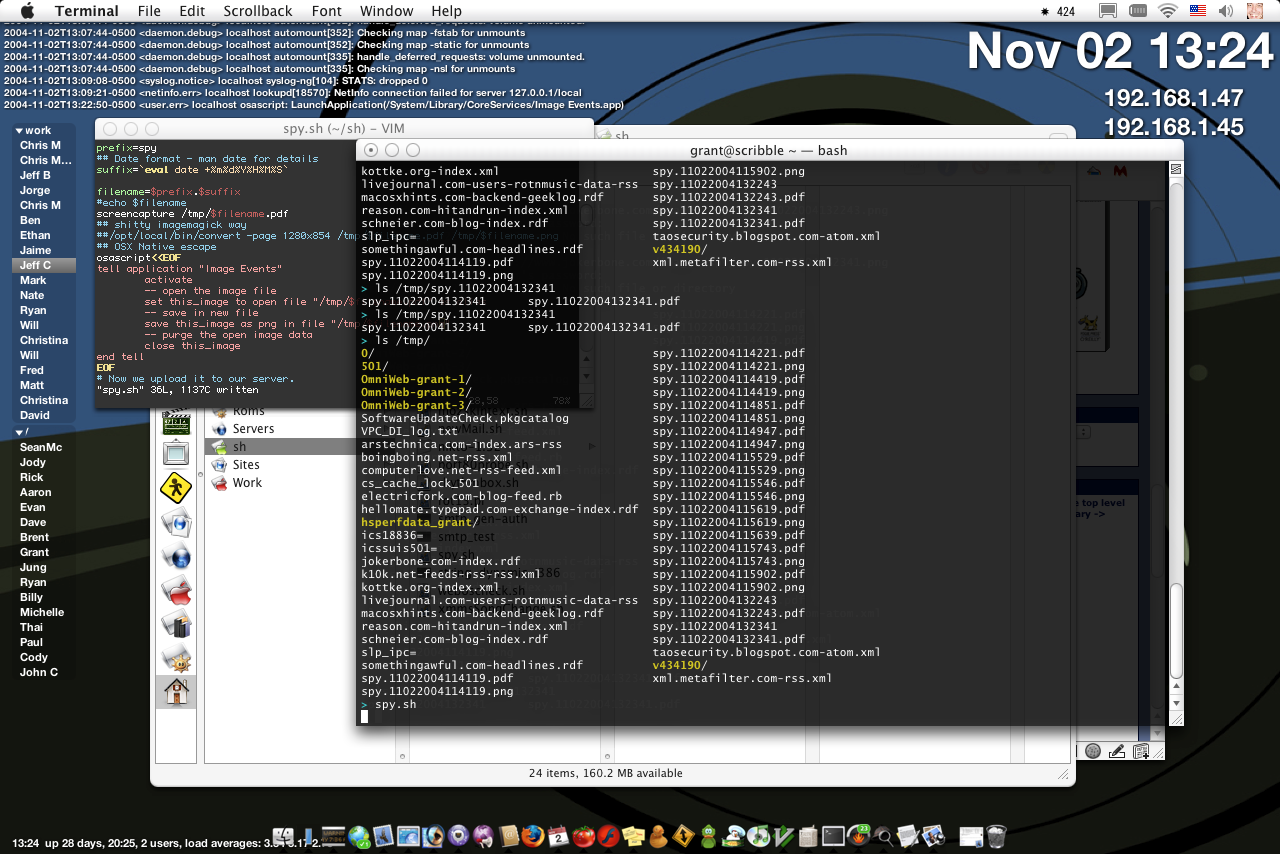 Terminal File Edit Scrollback Font Window Help
424
2004-11-02T13:07:44-0500 <daemon.debug> localhost automount[352]: Checking map -fstab for unmounts
2004-11-02T13:07:44-0500 <daemon.debug> localhost automount[352]: Checking map -static for unmounts
2004-11-02T13:07:44-0500 <daemon.debug> localhost automount[335]: handle_deferred_requests: volume unmounted.
2004-11-02T13:07:44-0500 <daemon.debug> localhost automount[335]: Checking map -nsl for unmounts
2004-11-02T13:09:08-0500 <syslog.notice> localhost syslog-ng[104]: STATS: dropped 0
2004-11-02T13:09:21-0500 <netinfo.err> localhost lookupd[18570]: NetInfo connection failed for server 127.0.0.1/local
2004-11-02T13:22:50-0500 <user.err> localhost osascript: LaunchApplication(/System/Library/CoreServices/Image Events.app)
Nov 02 13:24
192.168.1.47
192.168.1.45
work
Chris M
Chris M...
Jeff B
Jorge
Chris M
Ben
Ethan
Jaime
Jeff C
Mark
Nate
Ryan
Will
Christina
Will
Fred
Matt
Christina
David
/
SeanMc
Jody
Rick
Aaron
Evan
Dave
Brent
Grant
Jung
Ryan
Billy
Michelle
Thai
Paul
Cody
John C
spy.sh (~/sh) - VIM
prefix=spy
## Date format - man date for details
suffix=`eval date +%m%d%Y%H%M%S`
filename=$prefix.$suffix
#echo $filename
screencapture /tmp/$filename.pdf
## shitty imagemagick way
##/opt/local/bin/convert -page 1280x854 /tmp
## OSX Native escape
osascript<<EOF
tell application "Image Events"
activate
-- open the image file
set this_image to open file "/tmp/$
-- save in new file
save this_image as png in file "/tmp
-- purge the open image data
close this_image
end tell
EOF
# Now we upload it to our server.
"spy.sh" 36L, 1137C written
78%
sh
Roms
Servers
sh
Sites
Work
24 items, 160.2 MB available
grant@scribble ~ — bash
kottke.org-index.xml spy.11022004115902.png
livejournal.com-users-rotnmusic-data-rss spy.11022004132243
macosxhints.com-backend-geeklog.rdf spy.11022004132243.pdf
reason.com-hitandrun-index.xml spy.11022004132341
schneier.com-blog-index.rdf spy.11022004132341.pdf
slp_ipc= taosecurity.blogspot.com-atom.xml
somethingawful.com-headlines.rdf v434190/
spy.11022004114119.pdf xml.metafilter.com-rss.xml
spy.11022004114119.png
> ls /tmp/spy.11022004132341
spy.11022004132341 spy.11022004132341.pdf
> ls /tmp/spy.11022004132341
spy.11022004132341 spy.11022004132341.pdf
> ls /tmp/
0/ spy.11022004114221.pdf
501/ spy.11022004114221.png
OmniWeb-grant-1/ spy.11022004114419.pdf
OmniWeb-grant-2/ spy.11022004114419.png
OmniWeb-grant-3/ spy.11022004114851.pdf
SoftwareUpdateCheck.pkgcatalog spy.11022004114851.png
VPC_DI_log.txt spy.11022004114947.pdf
arstechnica.com-index.ars-rss spy.11022004114947.png
boingboing.net-rss.xml spy.11022004115529.pdf
computerlove.net-rss-feed.xml spy.11022004115529.png
cs_cache_lock_501 spy.11022004115546.pdf
electricfork.com-blog-feed.rb spy.11022004115546.png
hellomate.typepad.com-exchange-index.rdf spy.11022004115619.pdf
hsperfdata_grant/ spy.11022004115619.png
ics18836= spy.11022004115639.pdf
icssuis501= spy.11022004115743.pdf
jokerbone.com-index.rdf spy.11022004115743.png
k10k.net-feeds-rss-rss.xml spy.11022004115902.pdf
kottke.org-index.xml spy.11022004115902.png
livejournal.com-users-rotnmusic-data-rss spy.11022004132243
macosxhints.com-backend-geeklog.rdf spy.11022004132243.pdf
reason.com-hitandrun-index.xml spy.11022004132341
schneier.com-blog-index.rdf spy.11022004132341.pdf
slp_ipc= taosecurity.blogspot.com-atom.xml
somethingawful.com-headlines.rdf v434190/
spy.11022004114119.pdf xml.metafilter.com-rss.xml
spy.11022004114119.png
> spy.sh
smtp_test
spy.sh
e top level
ary ->
13:24 up 28 days, 20:25, 2 users, load averages: